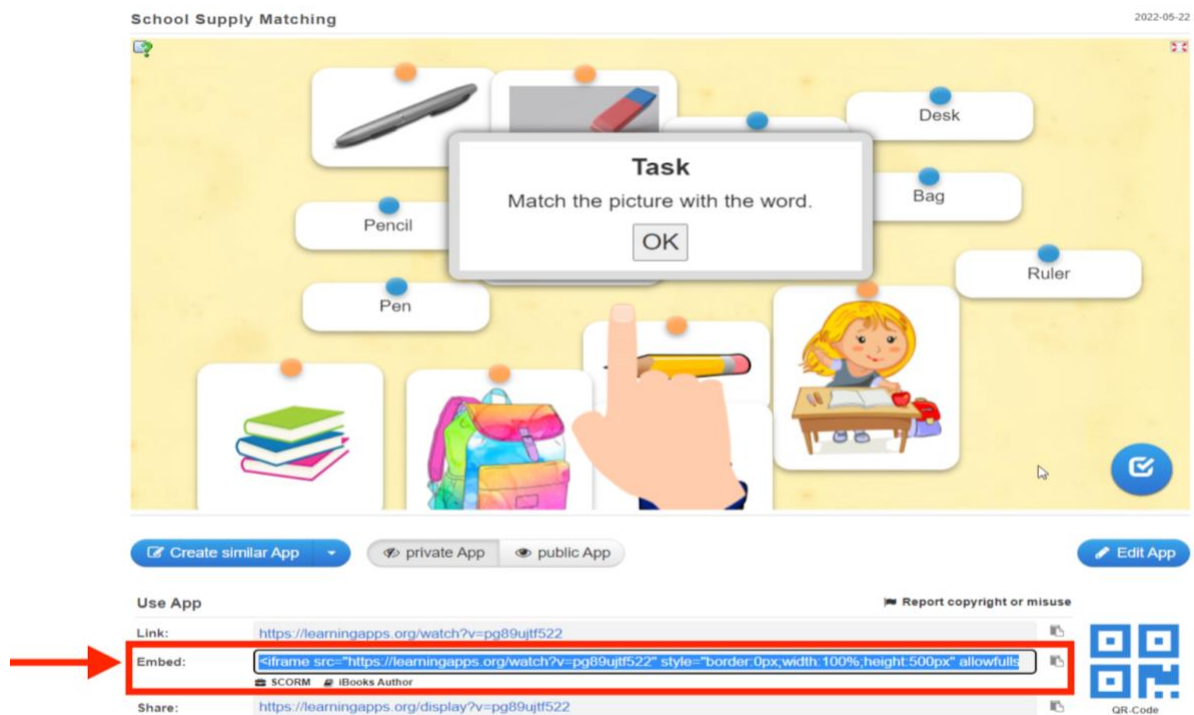 School Supply Matching
2022-05-22
Desk
Task
Match the picture with the word.
OK
Bag
Pencil
Ruler
Pen
Create similar App
private App
public App
Edit App
Use App
Report copyright or misuse
Link:
https://learningapps.org/watch?v=pg89ujtf522
Embed:
<iframe src="https://learningapps.org/watch?v=pg89ujtf522" style="border:0px;width:100%;height:500px" allowfulls
SCORM iBooks Author
Share:
https://learningapps.org/display?v=pg89ujtf522
QR-Code